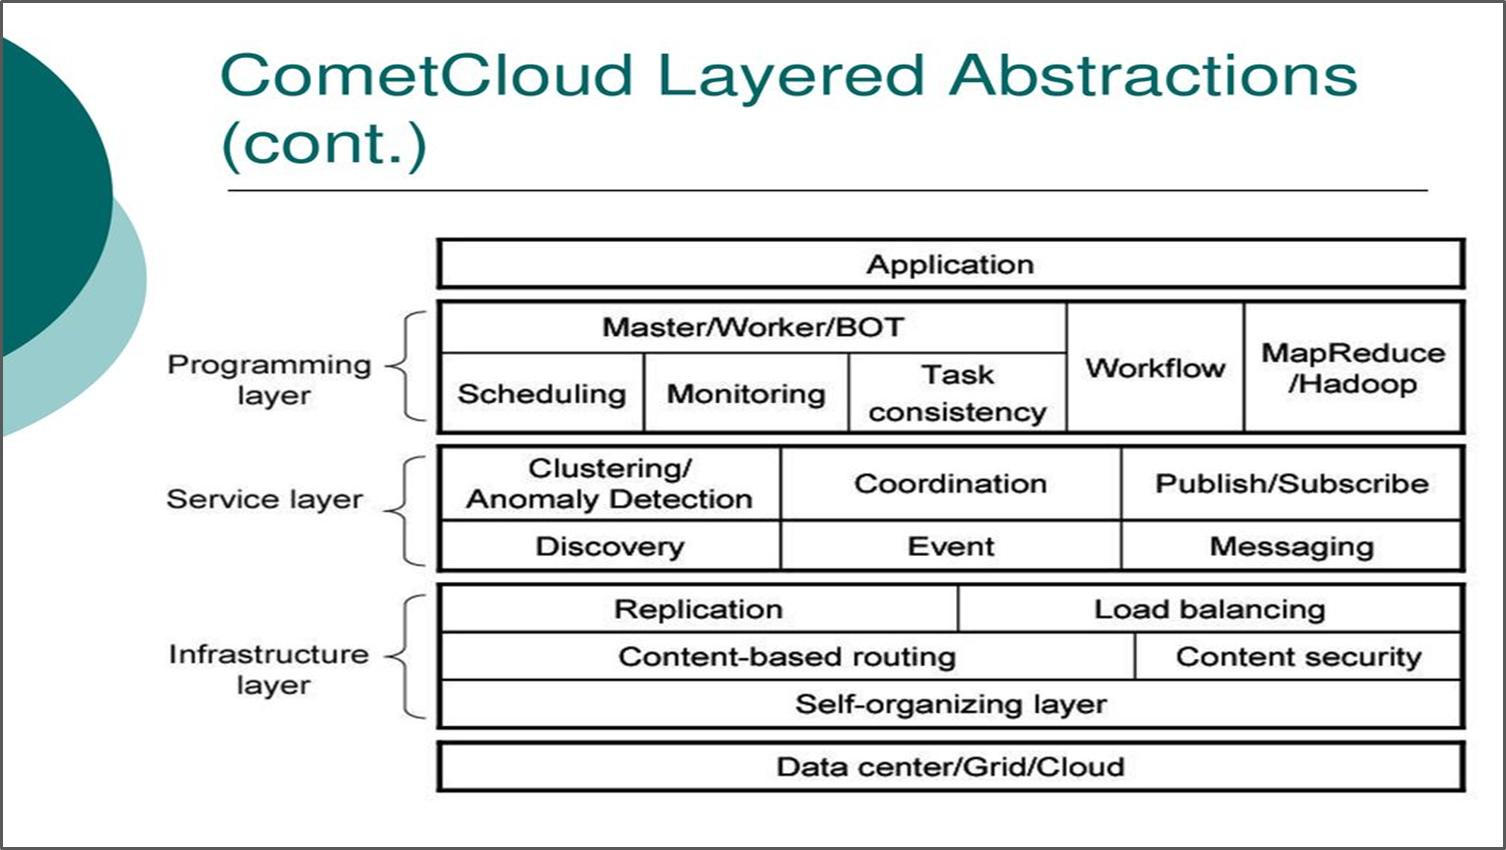 CometCloud Layered Abstractions
(cont.)
Application
Programming
layer
Master/Worker/BOT
Scheduling
Monitoring
Task
consistency
Workflow
MapReduce
/Hadoop
Service layer
Clustering/
Anomaly Detection
Coordination
Publish/Subscribe
Discovery
Event
Messaging
Infrastructure
layer
Replication
Load balancing
Content-based routing
Content security
Self-organizing layer
Data center/Grid/Cloud